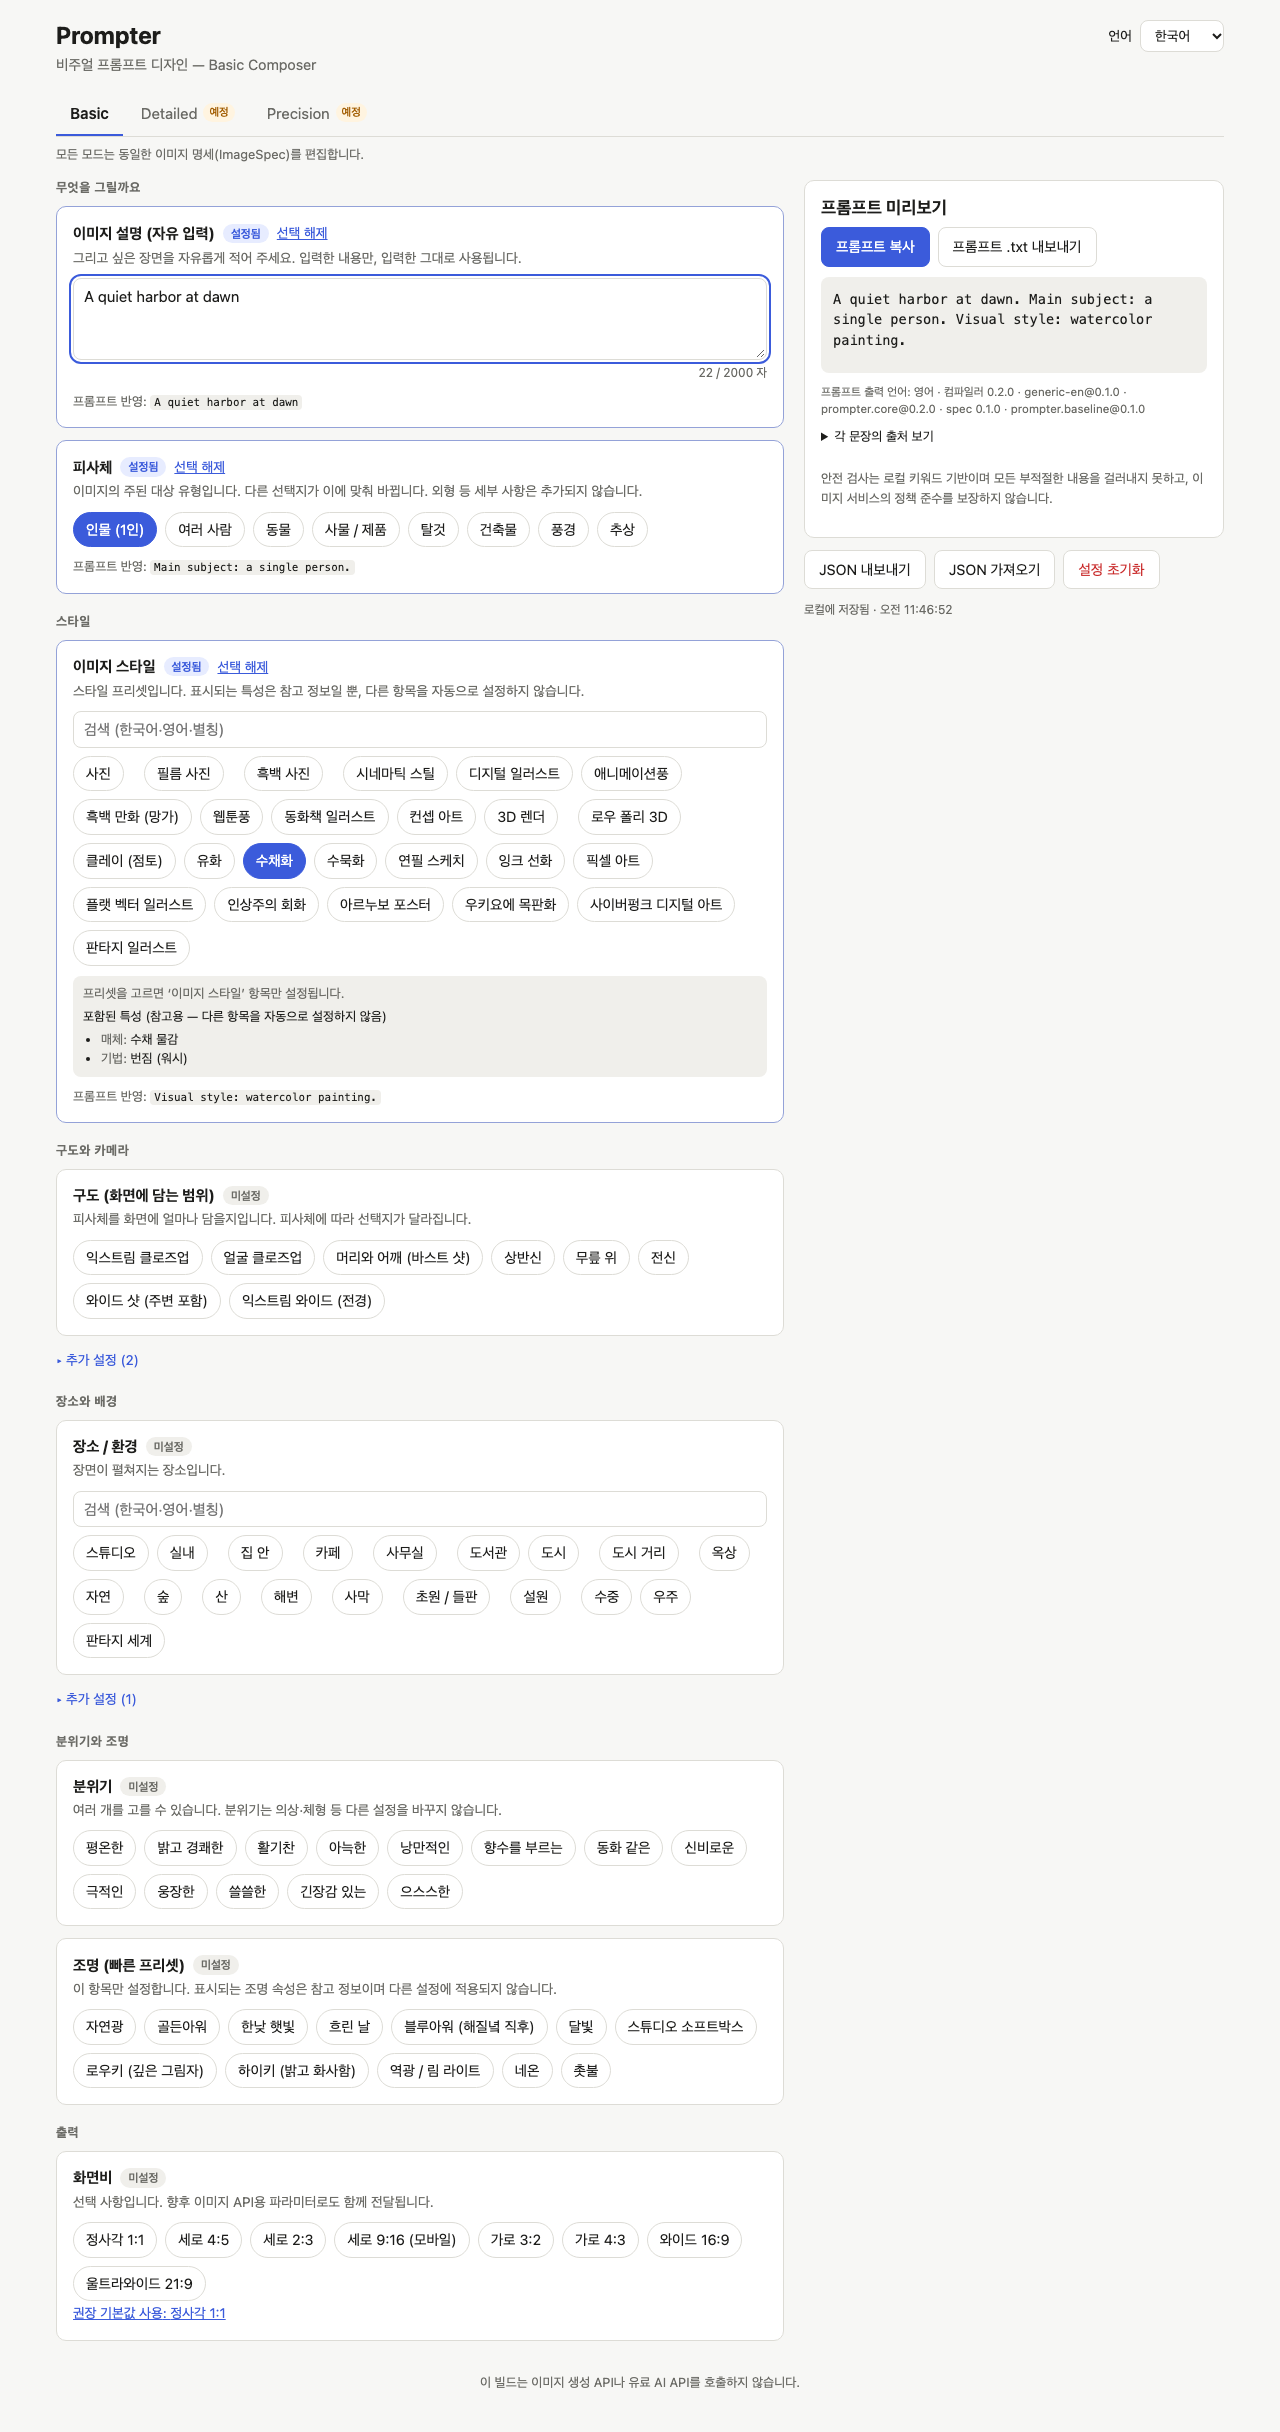 Prompter
비주얼 프롬프트 디자인 — Basic Composer
언어
한국어
Basic
Detailed 예정
Precision 예정
모든 모드는 동일한 이미지 명세(ImageSpec)를 편집합니다.
무엇을 그릴까요
이미지 설명 (자유 입력) 설정됨 선택 해제
그리고 싶은 장면을 자유롭게 적어 주세요. 입력한 내용만, 입력한 그대로 사용됩니다.
A quiet harbor at dawn
22 / 2000 자
프롬프트 반영: A quiet harbor at dawn
피사체 설정됨 선택 해제
이미지의 주된 대상 유형입니다. 다른 선택지가 이에 맞춰 바뀝니다. 외형 등 세부 사항은 추가되지 않습니다.
인물 (1인) 여러 사람 동물 사물 / 제품 탈것 건축물 풍경 추상
프롬프트 반영: Main subject: a single person.
스타일
이미지 스타일 설정됨 선택 해제
스타일 프리셋입니다. 표시되는 특성은 참고 정보일 뿐, 다른 항목을 자동으로 설정하지 않습니다.
검색 (한국어·영어·별칭)
사진 필름 사진 흑백 사진 시네마틱 스틸 디지털 일러스트 애니메이션풍
흑백 만화 (망가) 웹툰풍 동화책 일러스트 컨셉 아트 3D 렌더 로우 폴리 3D
클레이 (점토) 유화 수채화 수묵화 연필 스케치 잉크 선화 픽셀 아트
플랫 벡터 일러스트 인상주의 회화 아르누보 포스터 우키요에 목판화 사이버펑크 디지털 아트
판타지 일러스트
프리셋을 고르면 ‘이미지 스타일’ 항목만 설정됩니다.
포함된 특성 (참고용 — 다른 항목을 자동으로 설정하지 않음)
• 매체: 수채 물감
• 기법: 번짐 (워시)
프롬프트 반영: Visual style: watercolor painting.
구도와 카메라
구도 (화면에 담는 범위) 미설정
피사체를 화면에 얼마나 담을지입니다. 피사체에 따라 선택지가 달라집니다.
익스트림 클로즈업 얼굴 클로즈업 머리와 어깨 (바스트 샷) 상반신 무릎 위 전신
와이드 샷 (주변 포함) 익스트림 와이드 (전경)
▸ 추가 설정 (2)
장소와 배경
장소 / 환경 미설정
장면이 펼쳐지는 장소입니다.
검색 (한국어·영어·별칭)
스튜디오 실내 집 안 카페 사무실 도서관 도시 도시 거리 옥상
자연 숲 산 해변 사막 초원 / 들판 설원 수중 우주
판타지 세계
▸ 추가 설정 (1)
분위기와 조명
분위기 미설정
여러 개를 고를 수 있습니다. 분위기는 의상·체형 등 다른 설정을 바꾸지 않습니다.
평온한 밝고 경쾌한 활기찬 아늑한 낭만적인 향수를 부르는 동화 같은 신비로운
극적인 웅장한 쓸쓸한 긴장감 있는 으스스한
조명 (빠른 프리셋) 미설정
이 항목만 설정합니다. 표시되는 조명 속성은 참고 정보이며 다른 설정에 적용되지 않습니다.
자연광 골든아워 한낮 햇빛 흐린 날 블루아워 (해질녘 직후) 달빛 스튜디오 소프트박스
로우키 (깊은 그림자) 하이키 (밝고 화사함) 역광 / 림 라이트 네온 촛불
출력
화면비 미설정
선택 사항입니다. 향후 이미지 API용 파라미터로도 함께 전달됩니다.
정사각 1:1 세로 4:5 세로 2:3 세로 9:16 (모바일) 가로 3:2 가로 4:3 와이드 16:9
울트라와이드 21:9
권장 기본값 사용: 정사각 1:1
프롬프트 미리보기
프롬프트 복사 프롬프트 .txt 내보내기
A quiet harbor at dawn. Main subject: a
single person. Visual style: watercolor
painting.
프롬프트 출력 언어: 영어 · 컴파일러 0.2.0 · generic-en@0.1.0 ·
prompter.core@0.2.0 · spec 0.1.0 · prompter.baseline@0.1.0
▶ 각 문장의 출처 보기
안전 검사는 로컬 키워드 기반이며 모든 부적절한 내용을 걸러내지 못하고, 이
미지 서비스의 정책 준수를 보장하지 않습니다.
JSON 내보내기 JSON 가져오기 설정 초기화
로컬에 저장됨 · 오전 11:46:52
이 빌드는 이미지 생성 API나 유료 AI API를 호출하지 않습니다.